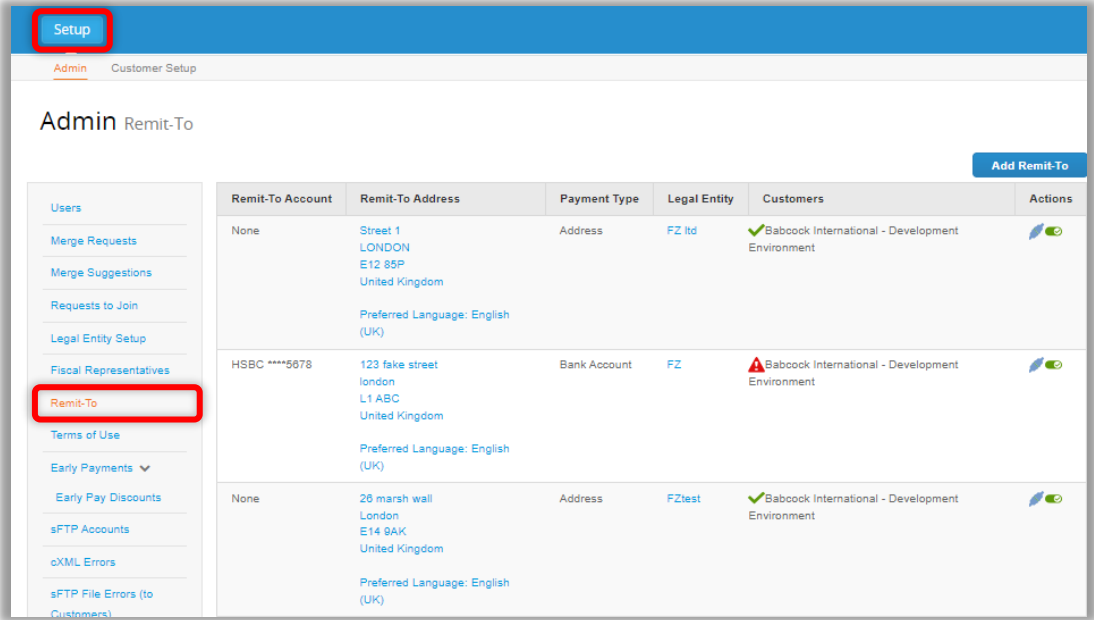 Setup
Admin Customer Setup
Admin Remit-To
Add Remit-To
Users
Merge Requests
Merge Suggestions
Requests to Join
Legal Entity Setup
Fiscal Representatives
Remit-To
Terms of Use
Early Payments
Early Pay Discounts
sFTP Accounts
cXML Errors
sFTP File Errors (to
Customers)
Remit-To Account Remit-To Address Payment Type Legal Entity Customers Actions
None Street 1 Address FZ ltd Babcock International - Development
LONDON Environment
E12 85P
United Kingdom
Preferred Language: English
(UK)
HSBC ****5678 123 fake street Bank Account FZ Babcock International - Development
london Environment
L1 ABC
United Kingdom
Preferred Language: English
(UK)
None 26 marsh wall Address FZtest Babcock International - Development
London Environment
E14 9AK
United Kingdom
Preferred Language: English
(UK)